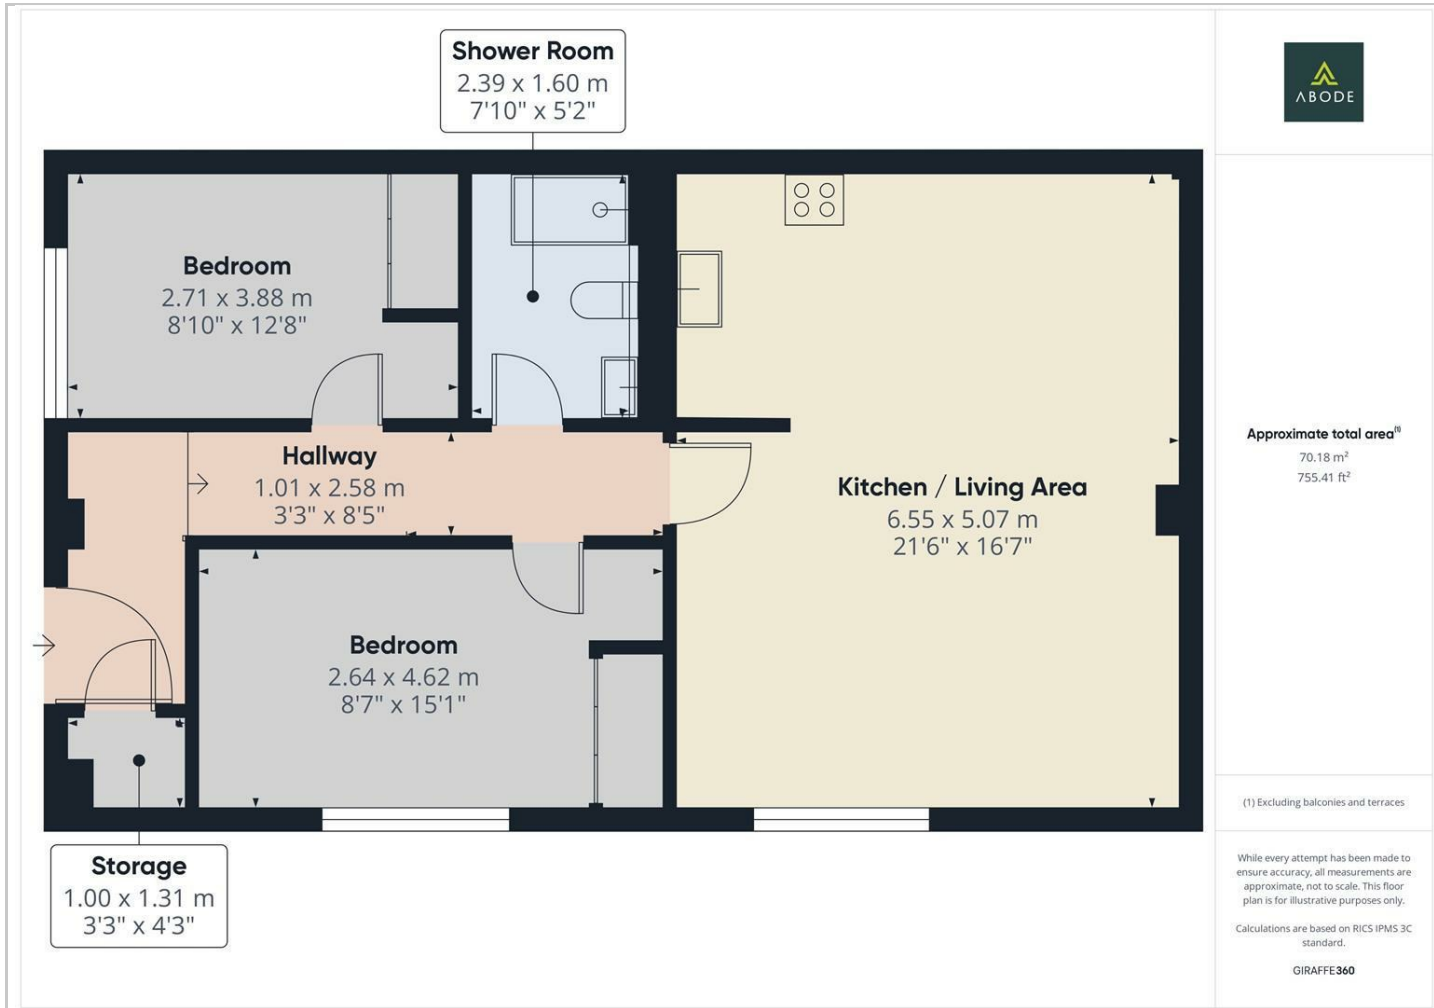 Shower Room
2.39 x 1.60 m
7'10" x 5'2"
Bedroom
2.71 x 3.88 m
8'10" x 12'8"
Hallway
1.01 x 2.58 m
3'3" x 8'5"
Kitchen / Living Area
6.55 x 5.07 m
21'6" x 16'7"
Bedroom
2.64 x 4.62 m
8'7" x 15'1"
Storage
1.00 x 1.31 m
3'3" x 4'3"
ΛBODE
Approximate total area(1)
70.18 m²
755.41 ft²
(1) Excluding balconies and terraces
While every attempt has been made to
ensure accuracy, all measurements are
approximate, not to scale. This floor
plan is for illustrative purposes only.
Calculations are based on RICS IPMS 3C
standard.
GIRAFFE360